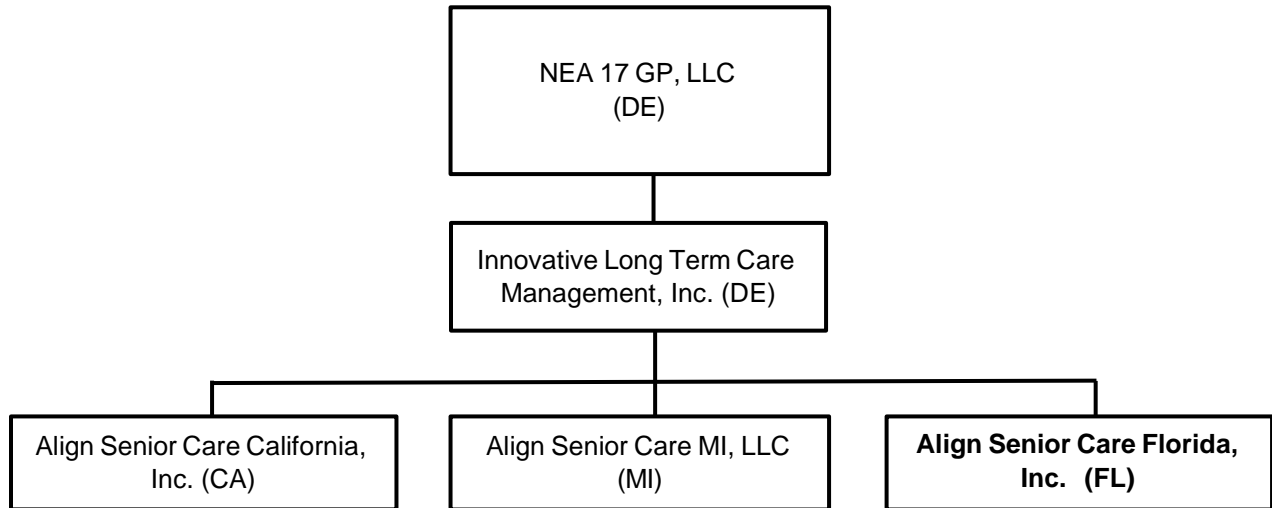 NEA 17 GP, LLC
(DE)
Innovative Long Term Care
Management, Inc. (DE)
Align Senior Care California,
Inc. (CA)
Align Senior Care MI, LLC
(MI)
Align Senior Care Florida,
Inc. (FL)